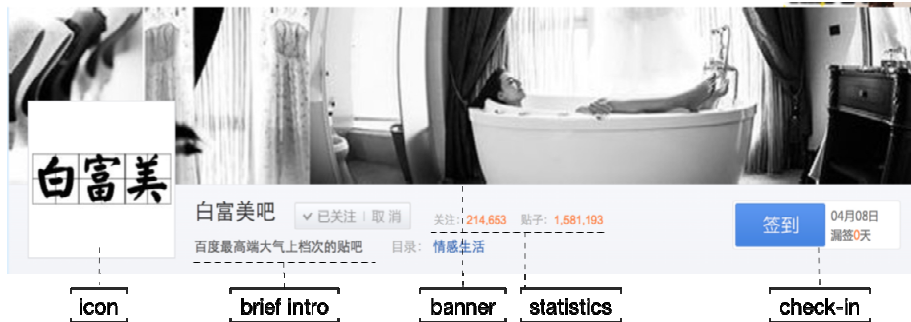 白富美
白富美吧 已关注 | 取消 关注: 214,653 贴子: 1,581,193
百度最高端大气上档次的贴吧 目录: 情感生活
签到 04月08日
漏签0天
icon brief intro banner statistics check-in